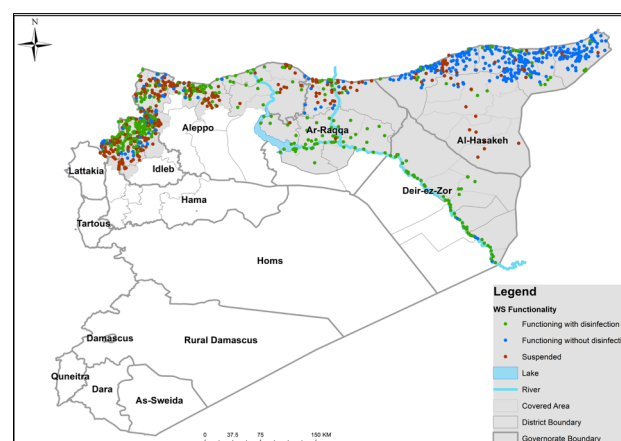 N
Aleppo
Ar-Raqqa
Al-Hasakeh
Lattakia
Idleb
Deir-ez-Zor
Hama
Tartous
Homs
Damascus
Rural Damascus
Quneitra
Dara
As-Sweida
0 37.5 75 150 KM
Legend
WS Functionality
Functioning with disinfection
Functioning without disinfecti
Suspended
Lake
River
Covered Area
District Boundary
Governorate Boundary